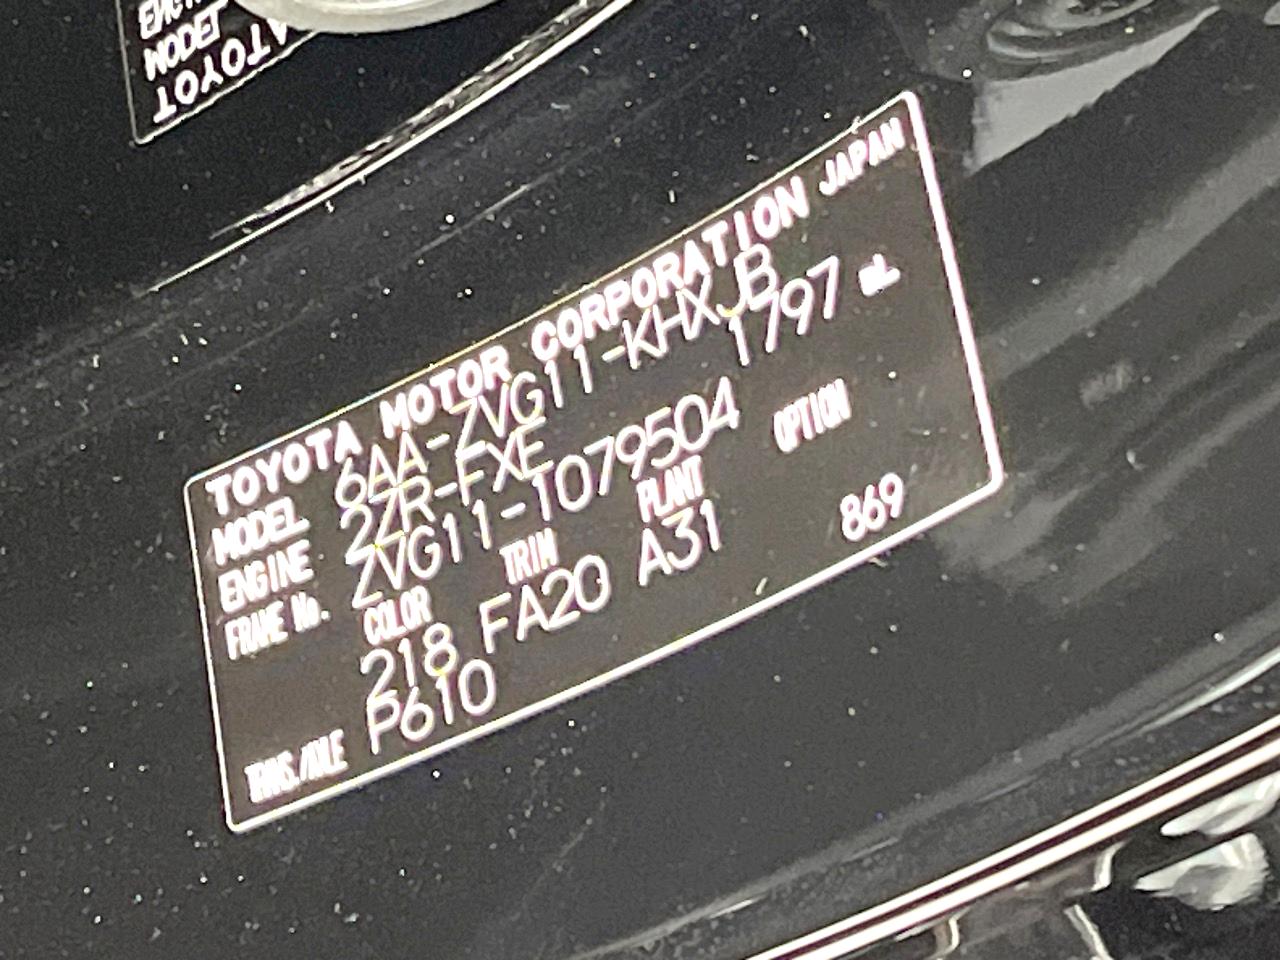 TOYOTA MOTOR CORPORATION JAPAN
MODEL 6AA-ZVG11-KHXJB
ENGINE 2ZR-FXE 1797 mL
FRAME No. ZVG11-1079504
COLOR TRIM PLANT OPTION
218 FA20 A31 869
TRANS./AXLE P610
TOYOTA
MODEL